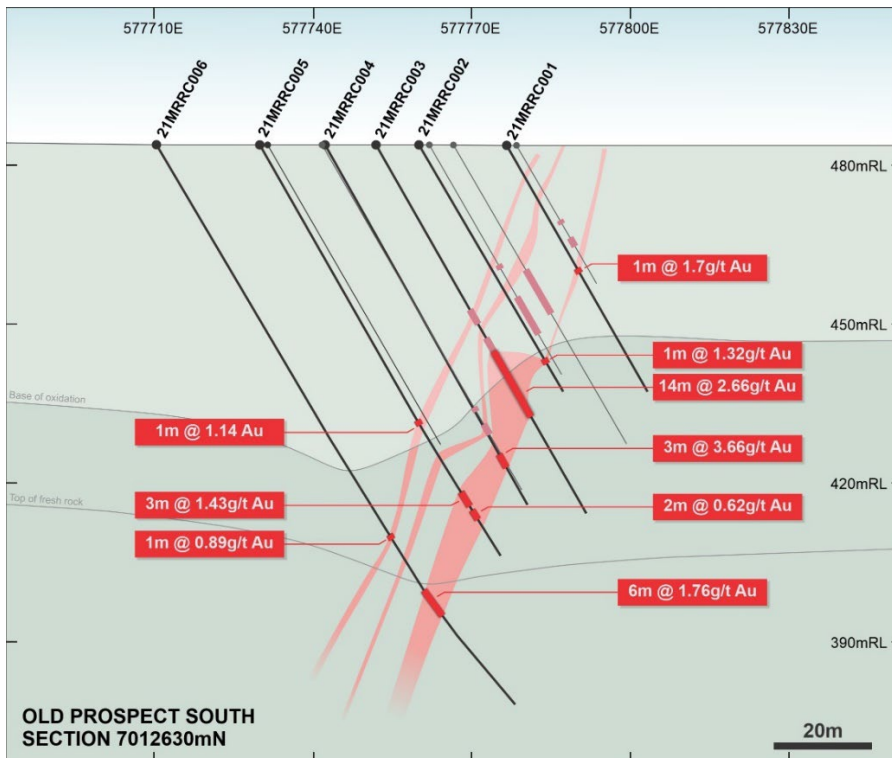 577710E
577740E
577770E
577800E
577830E
21MRRC006
21MRRC005
21MRRC004
21MRRC003
21MRRC002
21MRRC001
480mRL
1m @ 1.7g/t Au
450mRL
1m @ 1.32g/t Au
14m @ 2.66g/t Au
Base of oxidation
1m @ 1.14 Au
3m @ 3.66g/t Au
420mRL
3m @ 1.43g/t Au
2m @ 0.62g/t Au
Top of fresh rock
1m @ 0.89g/t Au
6m @ 1.76g/t Au
390mRL
OLD PROSPECT SOUTH
SECTION 7012630mN
20m